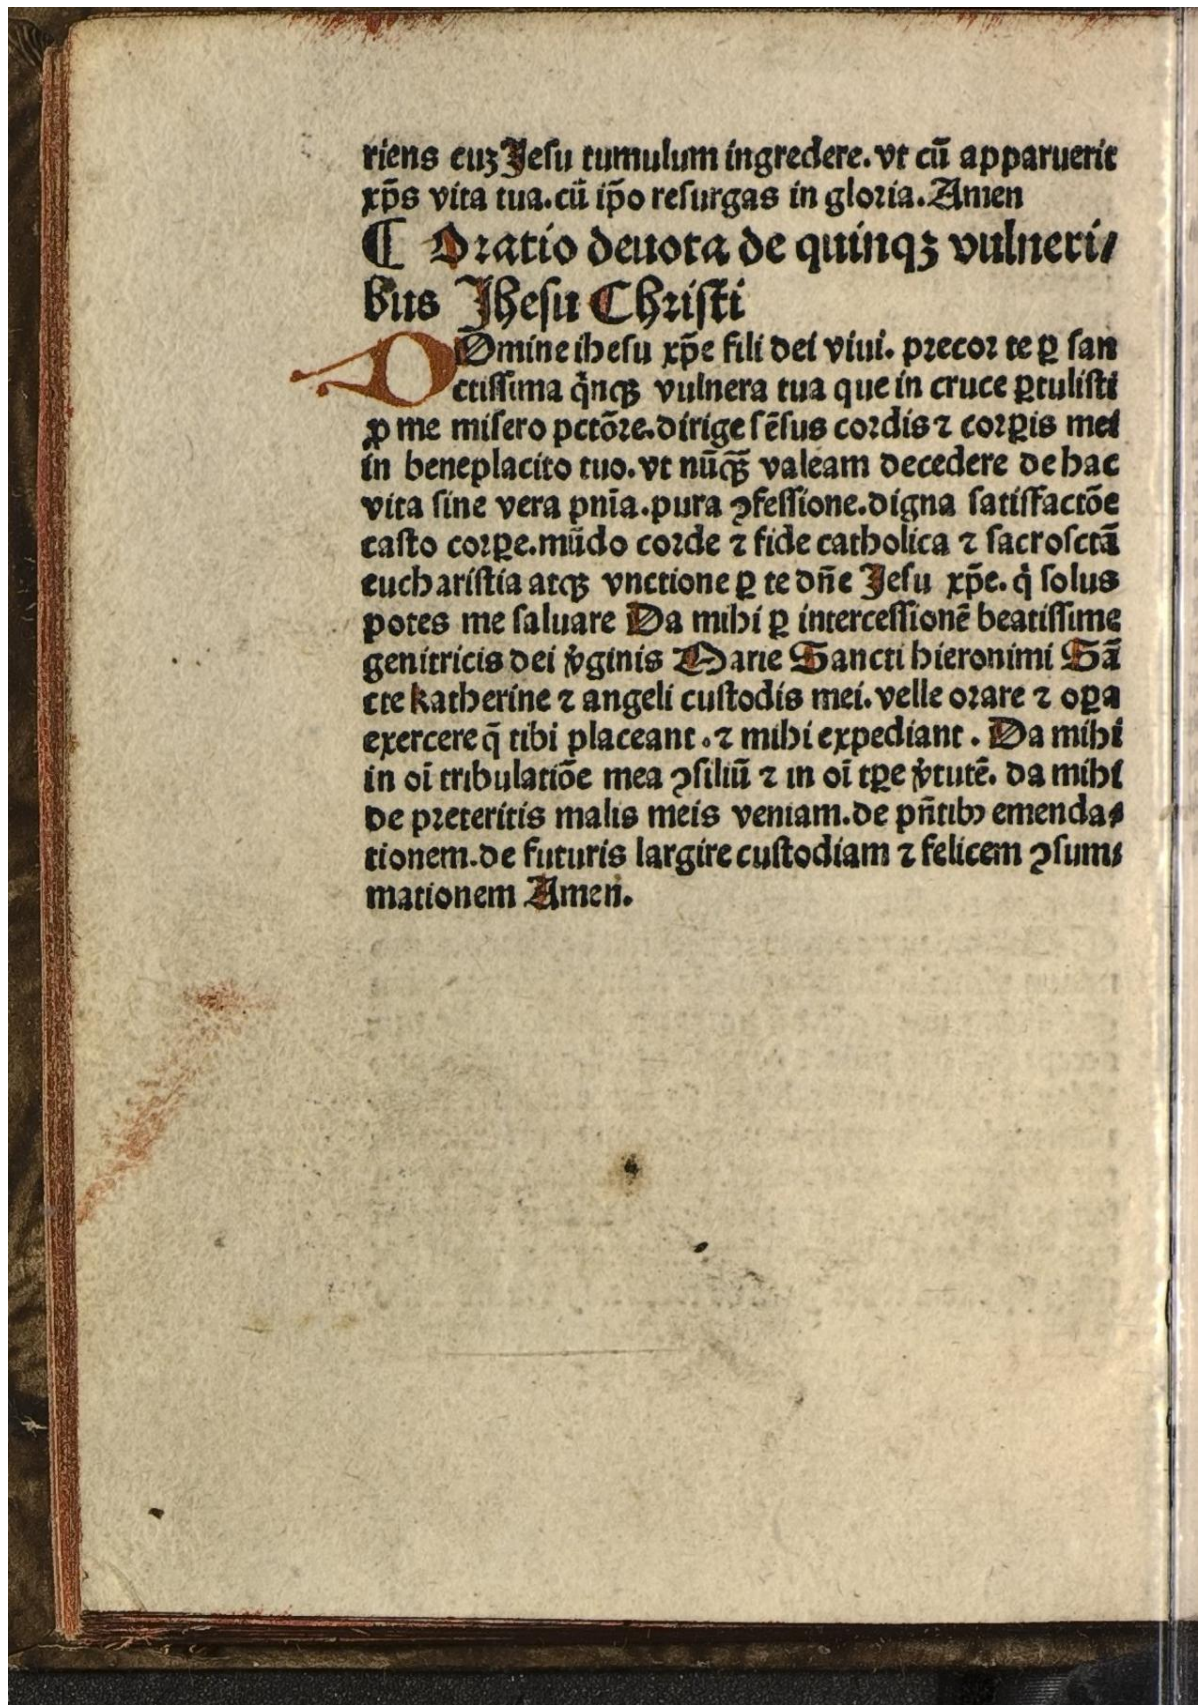 riens euꝫ Jesu tumulum ingredere. vt cū apparuerit
xp̄s vita tua. cū ip̄o resurgas in gloria. Amen
⸿ Oratio deuota de quinqꝫ vulneri⸗
bus Jhesu Christi
DOmine ihesu xp̄e fili dei viui. precor te ꝑ san
ctissima qͥnqꝫ vulnera tua que in cruce ꝑtulisti
ꝓ me misero pctōre. dirige sēsus cordis ⁊ corꝑis mei
in beneplacito tuo. vt nūqꝫ̄ valeam decedere de hac
vita sine vera pnīa. pura ꝯfessione. digna satisfactōe
casto corꝑe. mūdo corde ⁊ fide catholica ⁊ sacrosctā
eucharistia atqꝫ vnctione ꝑ te dn̄e Jesu xp̄e. qͥ solus
potes me saluare Da mihi ꝑ intercessionē beatissime
genitricis dei v̓ginis Marie Sancti hieronimi Sā
cte katherine ⁊ angeli custodis mei. velle orare ⁊ oꝑa
exercere q̄ tibi placeant. ⁊ mihi expediant. Da mihi
in oī tribulatiōe mea ꝯsiliū ⁊ in oī tꝑe v̓tutē. da mihi
de preteritis malis meis veniam. de pn̄tibꝰ emenda⸗
tionem. de futuris largire custodiam ⁊ felicem ꝯsum⸗
mationem Amen.